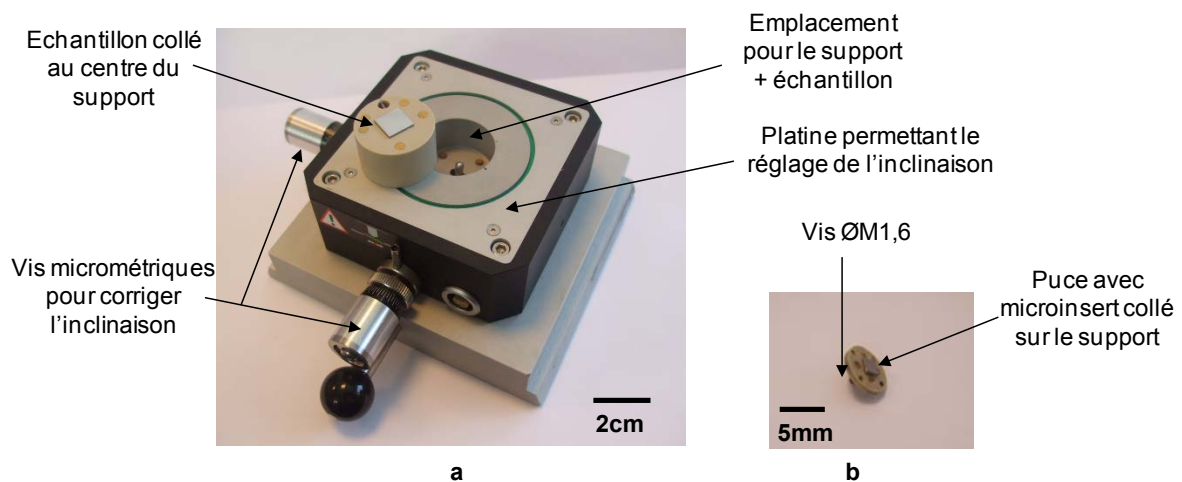 Echantillon collé
au centre du
support
Emplacement
pour le support
+ échantillon
Platine permettant le
réglage de l'inclinaison
Vis micrométriques
pour corriger
l'inclinaison
Vis ØM1,6
Puce avec
microinsert collé
sur le support
2cm
5mm
a
b